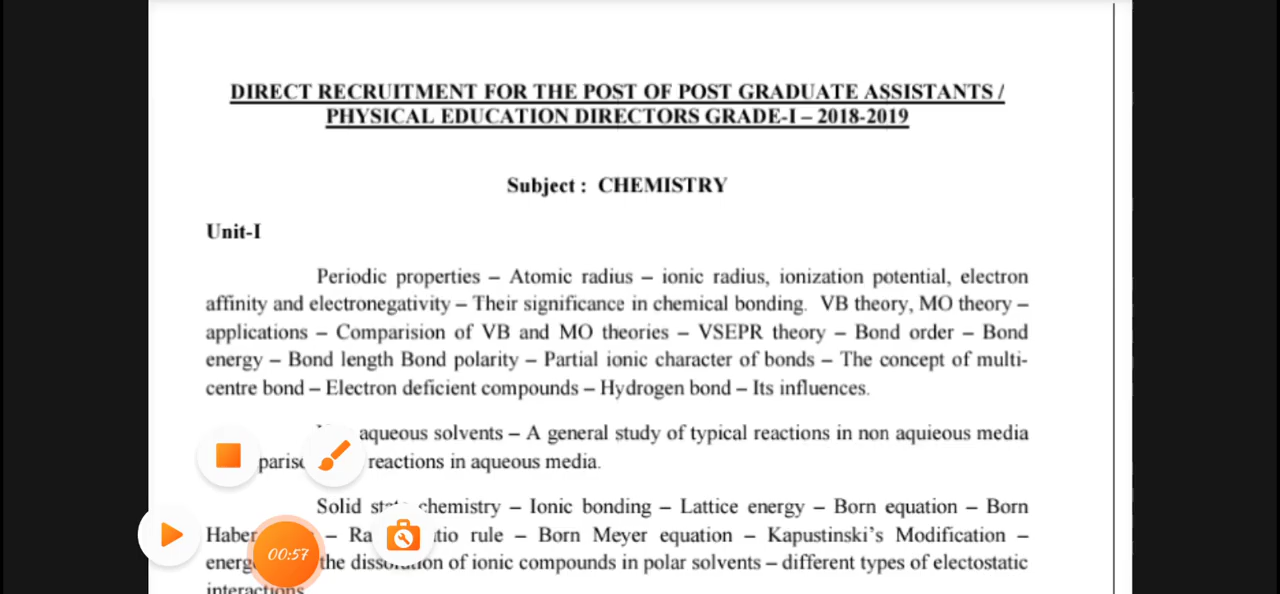 DIRECT RECRUITMENT FOR THE POST OF POST GRADUATE ASSISTANTS /
PHYSICAL EDUCATION DIRECTORS GRADE-I – 2018-2019
Subject : CHEMISTRY
Unit-I
Periodic properties – Atomic radius – ionic radius, ionization potential, electron
affinity and electronegativity – Their significance in chemical bonding. VB theory, MO theory –
applications – Comparision of VB and MO theories – VSEPR theory – Bond order – Bond
energy – Bond length Bond polarity – Partial ionic character of bonds – The concept of multi-
centre bond – Electron deficient compounds – Hydrogen bond – Its influences.
aqueous solvents – A general study of typical reactions in non aquieous media
reactions in aqueous media.
Solid chemistry – Ionic bonding – Lattice energy – Born equation – Born
Haber – rule – Born Meyer equation – Kapustinski's Modification –
the dissolution of ionic compounds in polar solvents – different types of electostatic
interactions
00:57